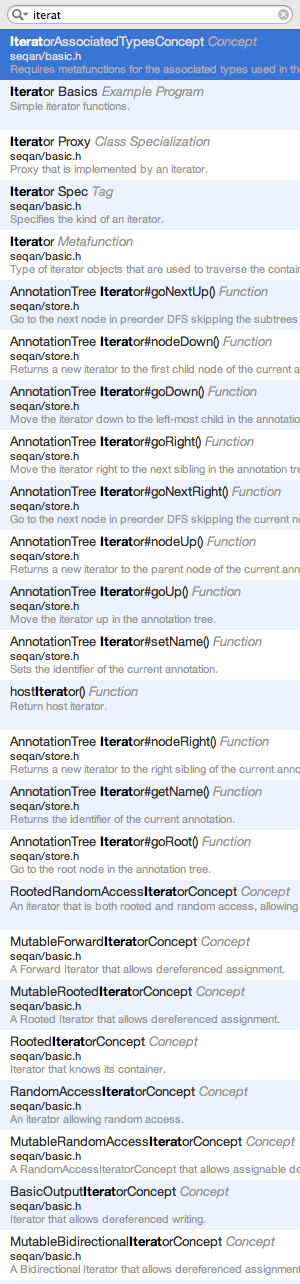 iterat
IteratorAssociatedTypesConcept Concept
seqan/basic.h
Requires metafunctions for the associated types used in the
Iterator Basics Example Program
Simple iterator functions.
Iterator Proxy Class Specialization
seqan/basic.h
Proxy that is implemented by an iterator.
Iterator Spec Tag
seqan/basic.h
Specifies the kind of an iterator.
Iterator Metafunction
seqan/basic.h
Type of iterator objects that are used to traverse the contain
AnnotationTree Iterator#goNextUp() Function
seqan/store.h
Go to the next node in preorder DFS skipping the subtrees
AnnotationTree Iterator#nodeDown() Function
seqan/store.h
Returns a new iterator to the first child node of the current a
AnnotationTree Iterator#goDown() Function
seqan/store.h
Move the iterator down to the left-most child in the annotatio
AnnotationTree Iterator#goRight() Function
seqan/store.h
Move the iterator right to the next sibling in the annotation tre
AnnotationTree Iterator#goNextRight() Function
seqan/store.h
Go to the next node in preorder DFS skipping the current no
AnnotationTree Iterator#nodeUp() Function
seqan/store.h
Returns a new iterator to the parent node of the current ann
AnnotationTree Iterator#goUp() Function
seqan/store.h
Move the iterator up in the annotation tree.
AnnotationTree Iterator#setName() Function
seqan/store.h
Sets the identifier of the current annotation.
hostIterator() Function
Return host iterator.
AnnotationTree Iterator#nodeRight() Function
seqan/store.h
Returns a new iterator to the right sibling of the current anno
AnnotationTree Iterator#getName() Function
seqan/store.h
Returns the identifier of the current annotation.
AnnotationTree Iterator#goRoot() Function
seqan/store.h
Go to the root node in the annotation tree.
RootedRandomAccessIteratorConcept Concept
An iterator that is both rooted and random access, allowing
MutableForwardIteratorConcept Concept
seqan/basic.h
A Forward Iterator that allows dereferenced assignment.
MutableRootedIteratorConcept Concept
seqan/basic.h
A Rooted Iterator that allows dereferenced assignment.
RootedIteratorConcept Concept
seqan/basic.h
Iterator that knows its container.
RandomAccessIteratorConcept Concept
seqan/basic.h
An iterator allowing random access.
MutableRandomAccessIteratorConcept Concept
seqan/basic.h
A RandomAccessIteratorConcept that allows assignable de
BasicOutputIteratorConcept Concept
seqan/basic.h
Iterator that allows dereferenced writing.
MutableBidirectionalIteratorConcept Concept
seqan/basic.h
A Bidirectional Iterator that allows dereferenced assignment